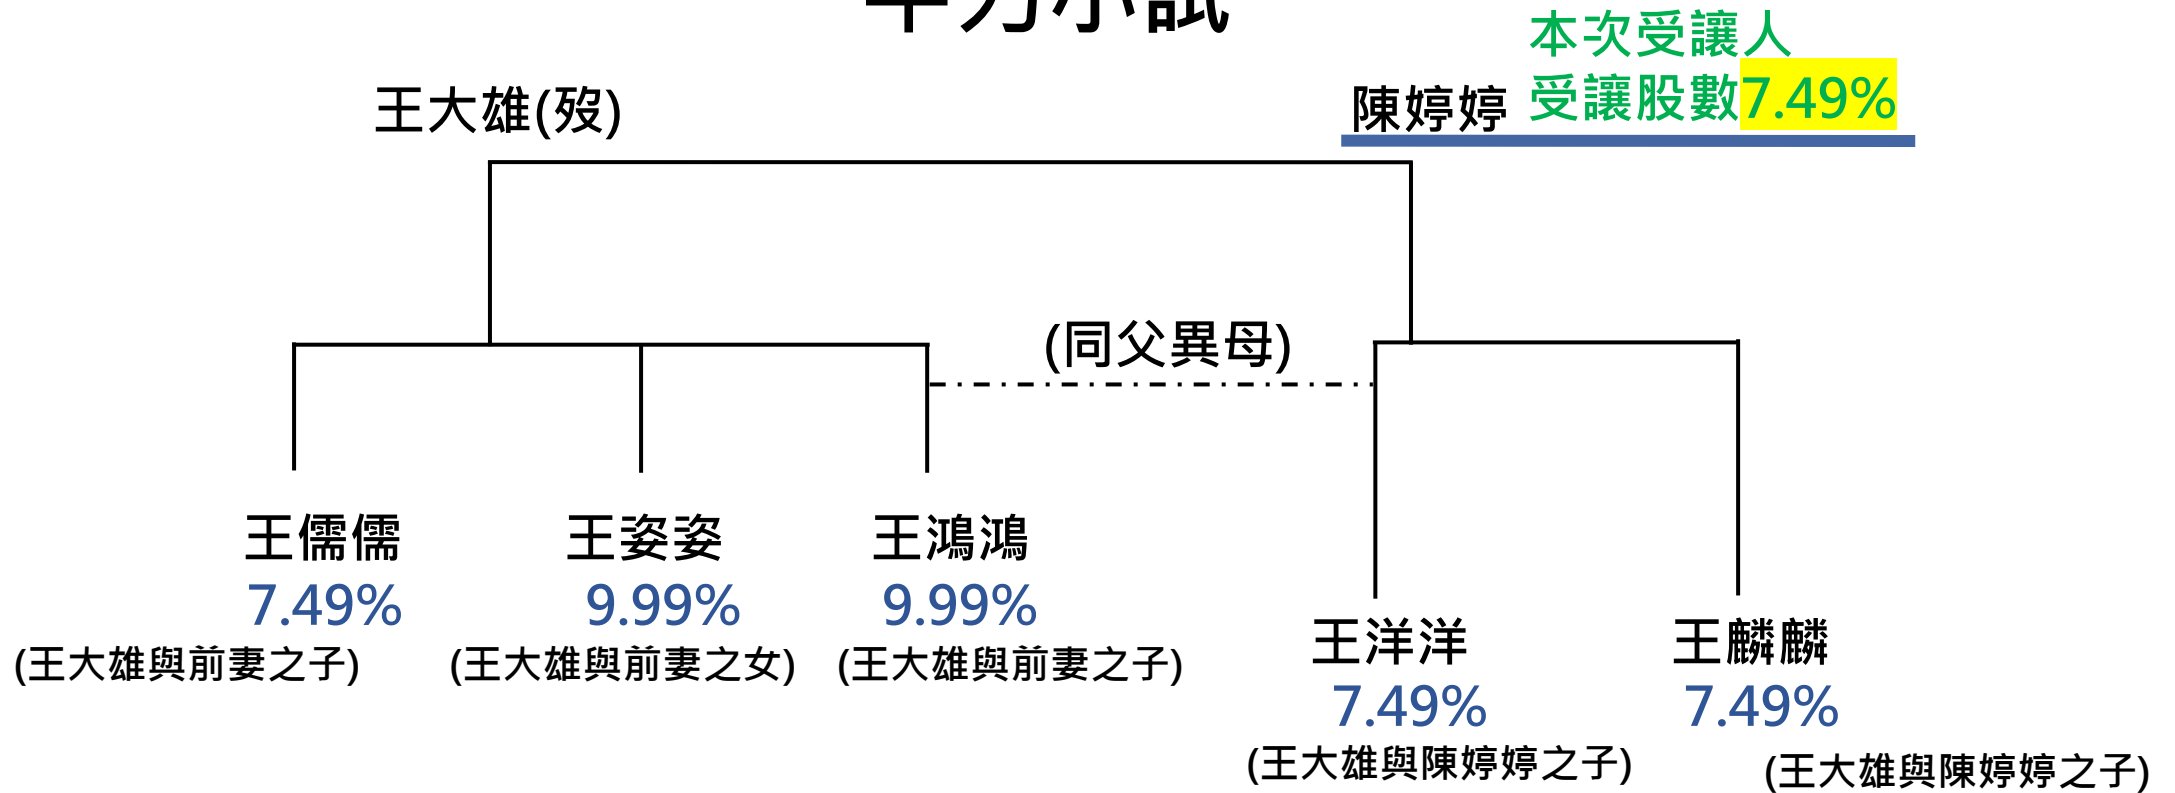 本次受讓人
王大雄(歿)
陳婷婷
受讓股數7.49%
(同父異母)
王儒儒
王姿姿
王鴻鴻
7.49%
9.99%
9.99%
(王大雄與前妻之子)
(王大雄與前妻之女)
(王大雄與前妻之子)
王洋洋
王麟麟
7.49%
7.49%
(王大雄與陳婷婷之子)
(王大雄與陳婷婷之子)